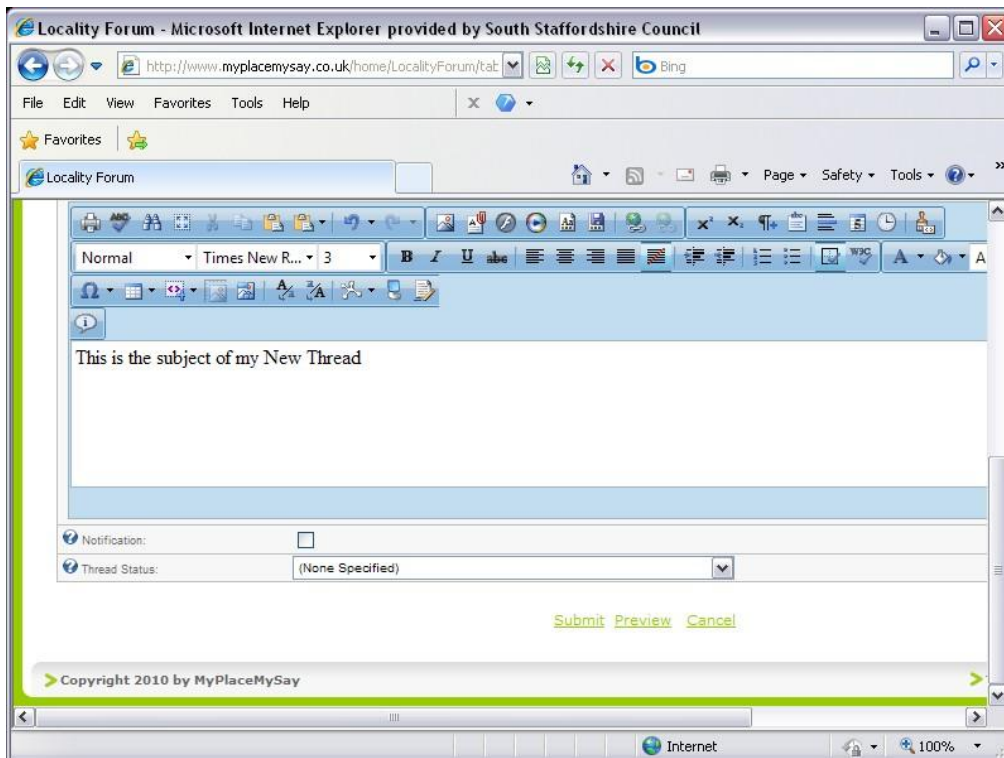 Locality Forum - Microsoft Internet Explorer provided by South Staffordshire Council
http://www.myplacemysay.co.uk/home/LocalityForum/tab
Bing
File Edit View Favorites Tools Help
Favorites
Locality Forum
Page Safety Tools
Normal Times New R... 3 B I U abc A
This is the subject of my New Thread
Notification:
Thread Status: (None Specified)
Submit Preview Cancel
Copyright 2010 by MyPlaceMySay
Internet 100%